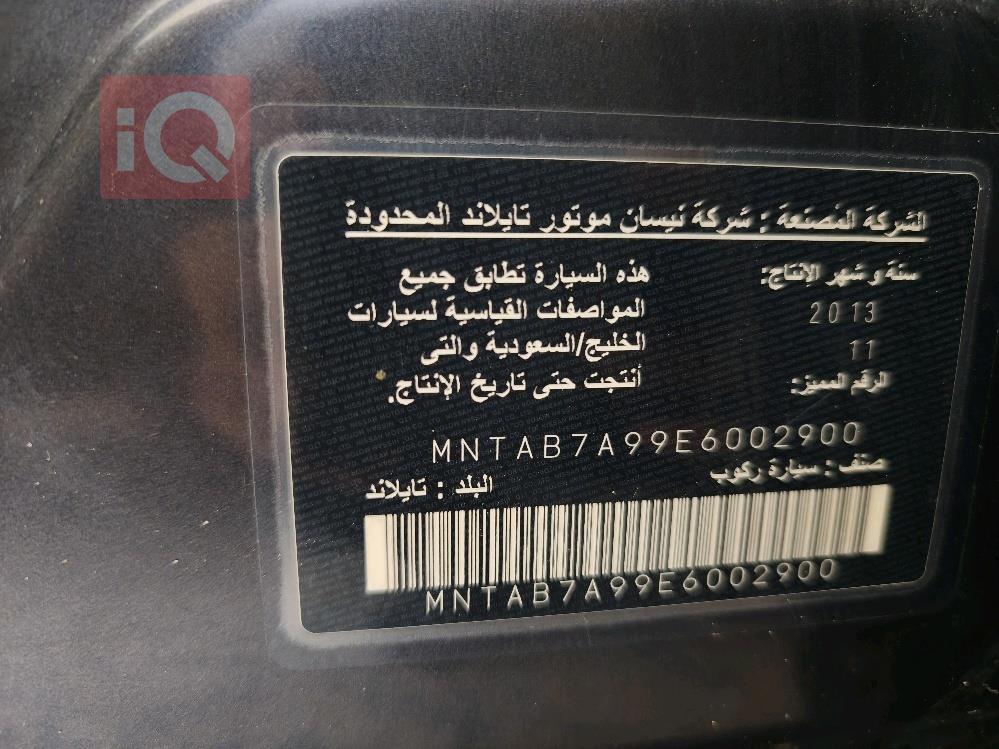 iQ
الشركة المصنعة : شركة نيسان موتور تايلاند المحدودة
سنة و شهر الإنتاج:
2013
11
هذه السيارة تطابق جميع
المواصفات القياسية لسيارات
الخليج/السعودية والتى
أنتجت حتى تاريخ الإنتاج.
الرقم المميز:
MNTAB7A99E6002900
صنف : سيارة ركوب
البلد : تايلاند
MNTAB7A99E6002900